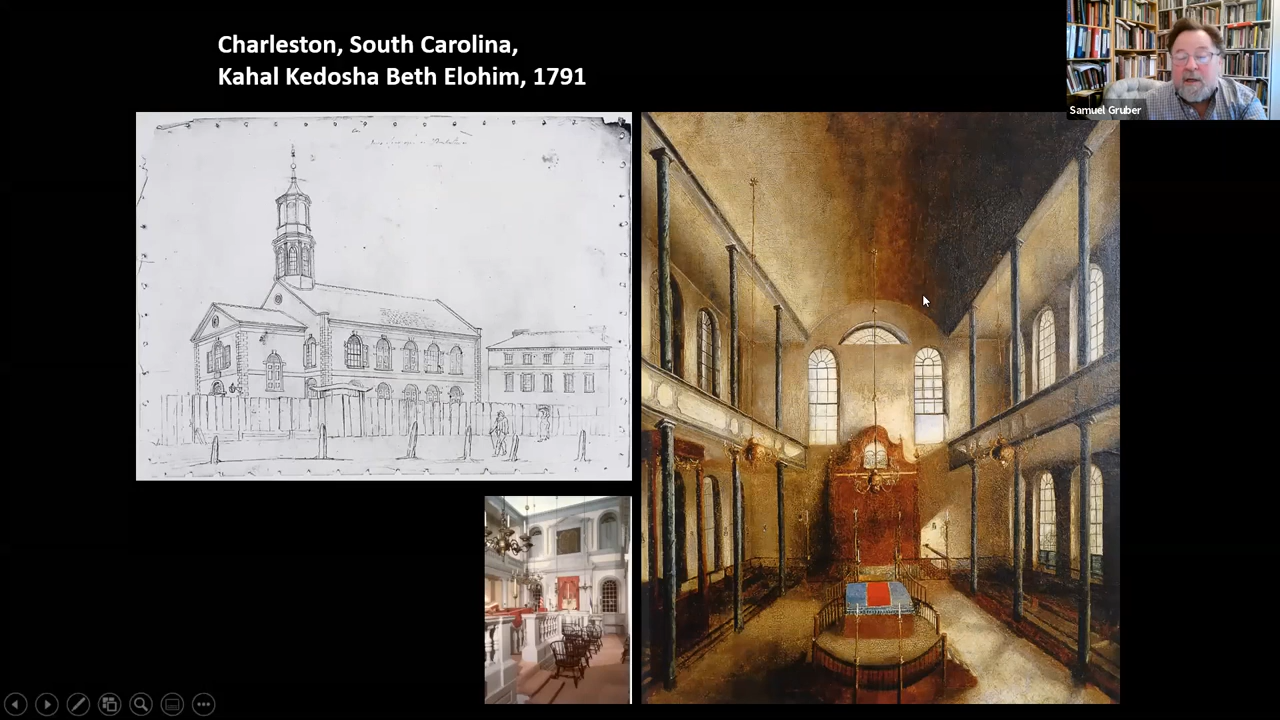 Charleston, South Carolina,
Kahal Kedosha Beth Elohim, 1791
Samuel Gruber